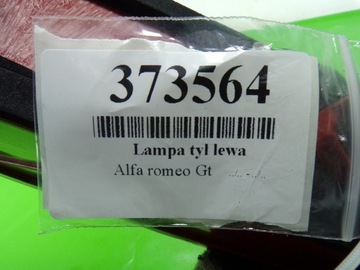 373564
Lampa tył lewa
Alfa romeo Gt ../.. - ../..